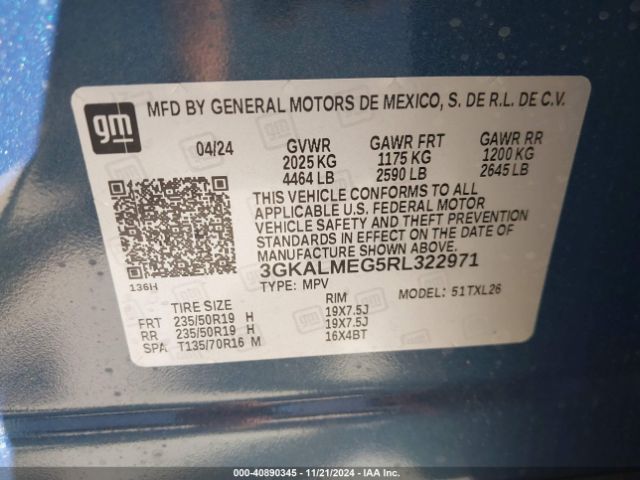 gm
MFD BY GENERAL MOTORS DE MEXICO, S. DE R.L. DE C.V.
04/24 GVWR GAWR FRT GAWR RR
2025 KG 1175 KG 1200 KG
4464 LB 2590 LB 2645 LB
THIS VEHICLE CONFORMS TO ALL
APPLICABLE U.S. FEDERAL MOTOR
VEHICLE SAFETY AND THEFT PREVENTION
STANDARDS IN EFFECT ON THE DATE OF
MANUFACTURE SHOWN ABOVE.
3GKALMEG5RL322971
136H TYPE: MPV MODEL: 51TXL26
TIRE SIZE RIM
FRT 235/50R19 H 19X7.5J
RR 235/50R19 H 19X7.5J
SPA T135/70R16 M 16X4BT
000-40890345 - 11/21/2024 - IAA Inc.